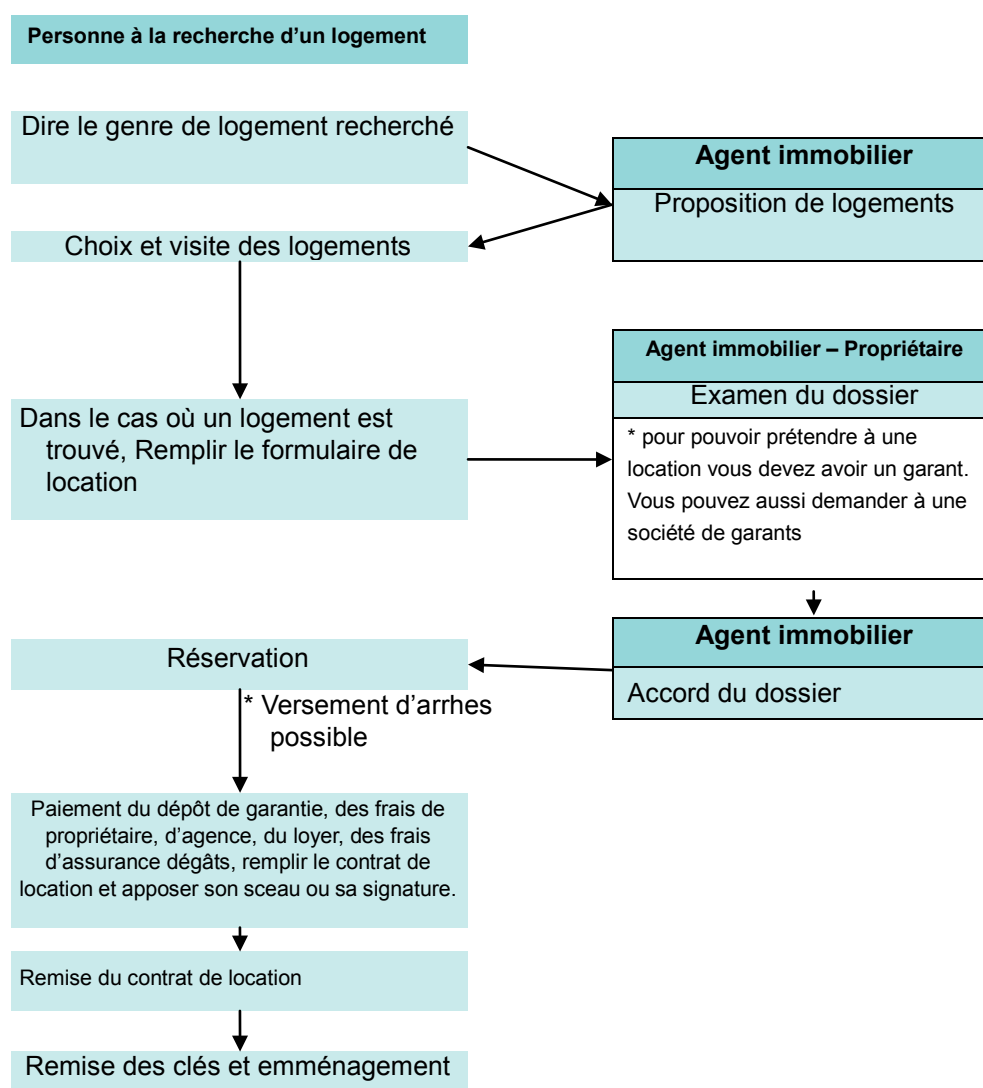 Personne à la recherche d’un logement
Dire le genre de logement recherché
Agent immobilier
Proposition de logements
Choix et visite des logements
Agent immobilier – Propriétaire
Examen du dossier
* pour pouvoir prétendre à une
location vous devez avoir un garant.
Vous pouvez aussi demander à une
société de garants
Dans le cas où un logement est
trouvé, Remplir le formulaire de
location
Agent immobilier
Accord du dossier
Réservation
* Versement d’arrhes
possible
Paiement du dépôt de garantie, des frais de
propriétaire, d’agence, du loyer, des frais
d’assurance dégâts, remplir le contrat de
location et apposer son sceau ou sa signature.
Remise du contrat de location
Remise des clés et emménagement